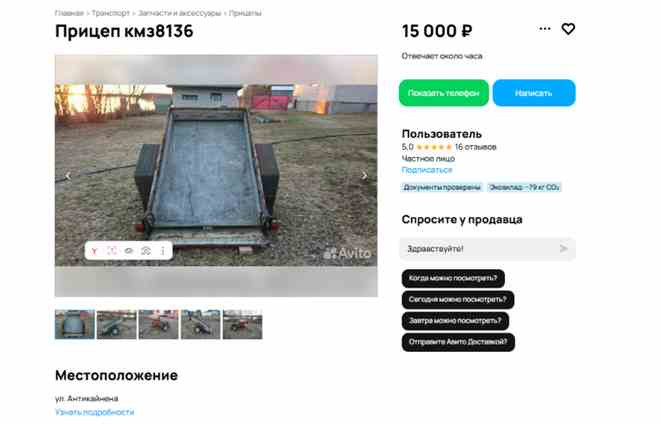 Главная > Транспорт > Запчасти и аксессуары > Прицепы
Прицеп кмз8136
Avito
Местоположение
ул. Антикайнена
Узнать подробности
15 000 ₽
Отвечает около часа
Показать телефон
Написать
Пользователь
5,0 ★★★★★ 16 отзывов
Частное лицо
Подписаться
Документы проверены
Эковклад: −79 кг CO₂
Спросите у продавца
Здравствуйте!
Когда можно посмотреть?
Сегодня можно посмотреть?
Завтра можно посмотреть?
Отправите Авито Доставкой?